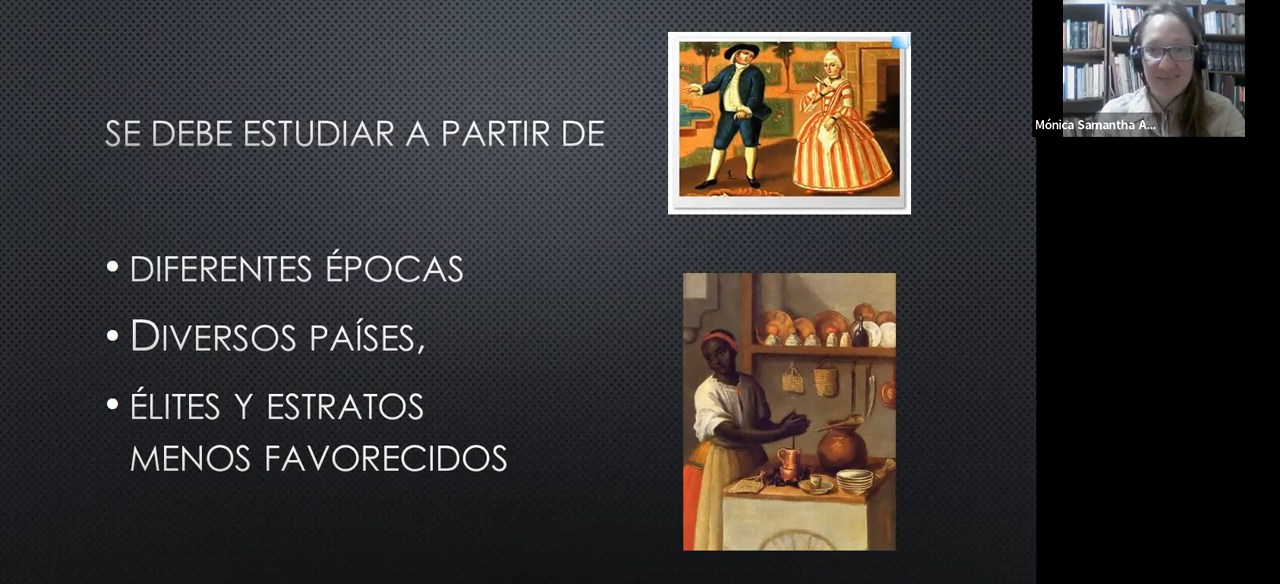 SE DEBE ESTUDIAR A PARTIR DE
• DIFERENTES ÉPOCAS
• DIVERSOS PAÍSES,
• ÉLITES Y ESTRATOS
MENOS FAVORECIDOS
Mónica Samantha A...